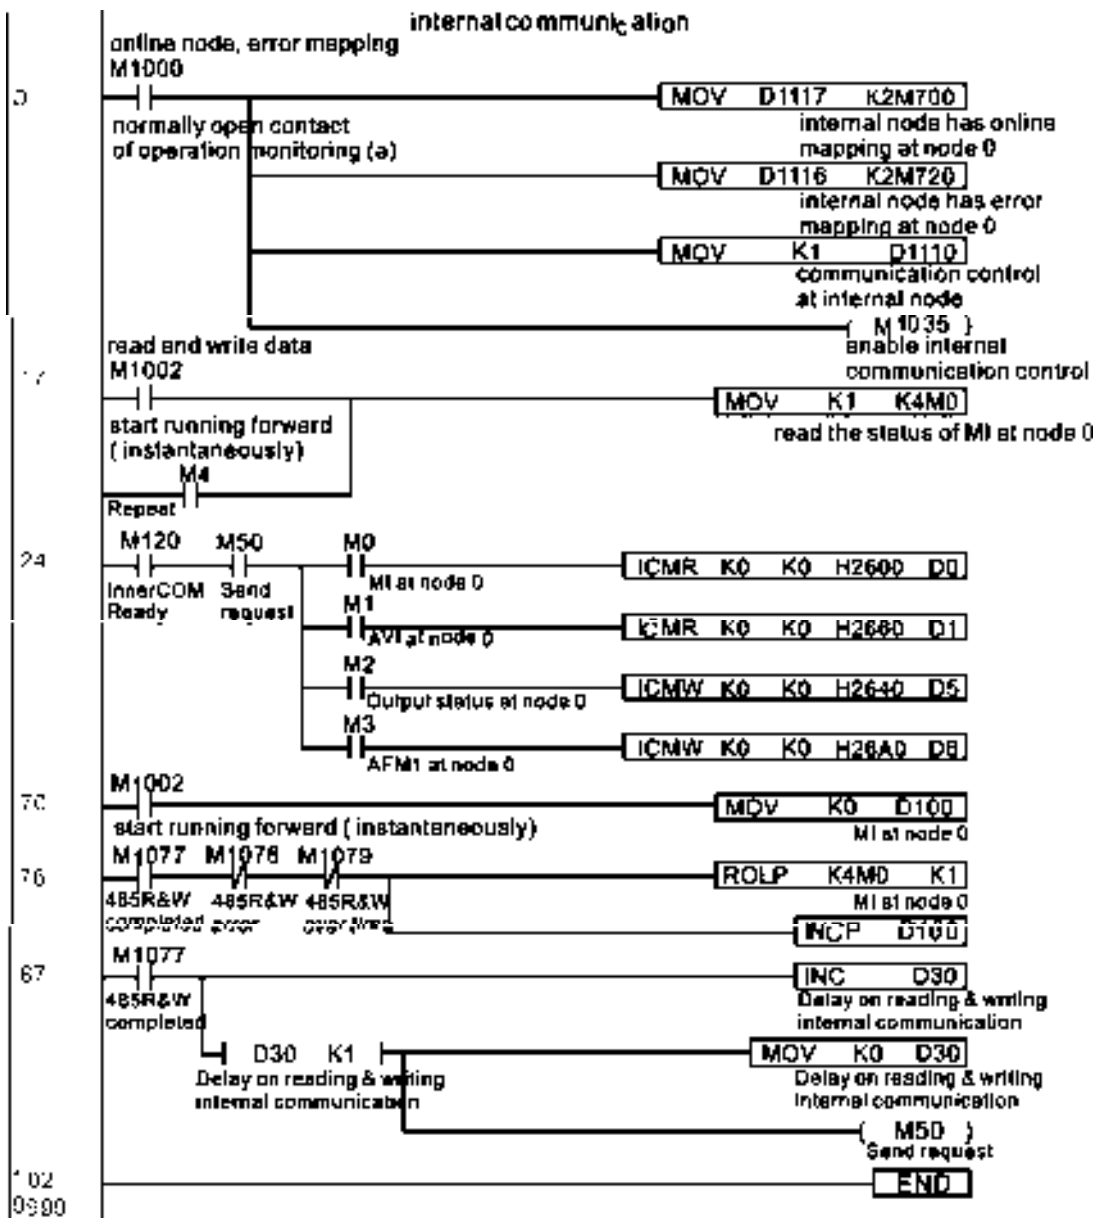 internal communication
online node, error mapping
M1000
0
MOV D1117 K2M700
normally open contact
of operation monitoring (a)
internal node has online
mapping at node 0
MOV D1116 K2M720
internal node has error
mapping at node 0
MOV K1 D1110
communication control
at internal node
( M1035 )
enable internal
communication control
read and write data
M1002
17
MOV K1 K4M0
start running forward
( instantaneously)
read the status of MI at node 0
M4
Repeat
M120 M50 M0
24
ICMR K0 K0 H2600 D0
InnerCOM Send MI at node 0
Ready request
M1
ICMR K0 K0 H2660 D1
AVI at node 0
M2
ICMW K0 K0 H2640 D5
Output status at node 0
M3
ICMW K0 K0 H26A0
AFM1 at node 0
M1002
70
MOV K0 D100
start running forward ( instantaneously)
MI at node 0
M1077 M1078 M1079
76
ROLP K4M0 K1
485R&W 485R&W 485R&W
completed error over time
MI at node 0
INCP D100
M1077
INC D30
485R&W
completed
Delay on reading & writing
internal communication
D30 K1
MOV K0 D30
Delay on reading & writing
internal communication
Delay on reading & writing
internal communication
( M50 )
Send request
102
END